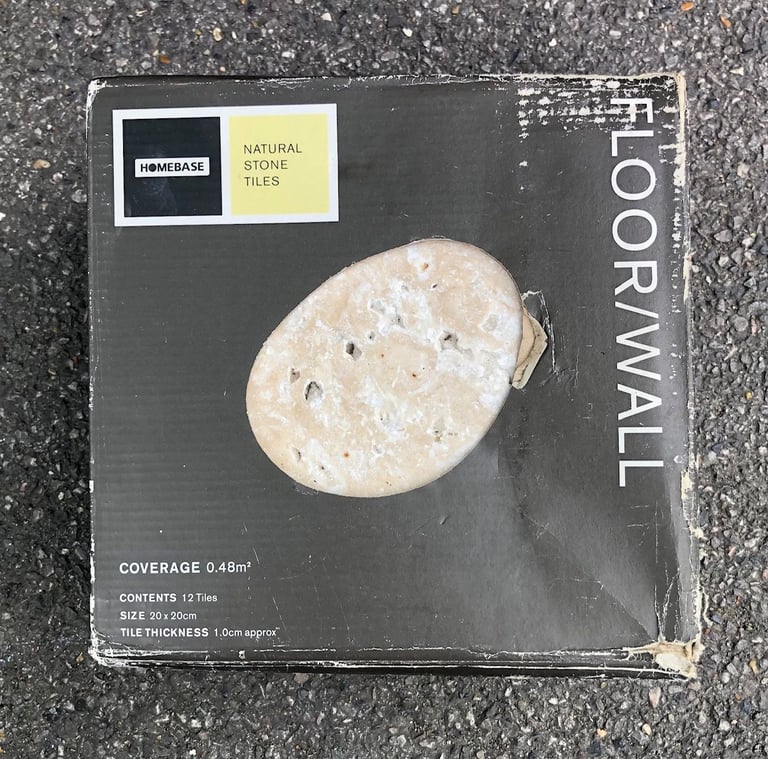 HOMEBASE
NATURAL
STONE
TILES
FLOOR/WALL
COVERAGE 0.48m²
CONTENTS 12 Tiles
SIZE 20 x 20cm
TILE THICKNESS 1.0cm approx